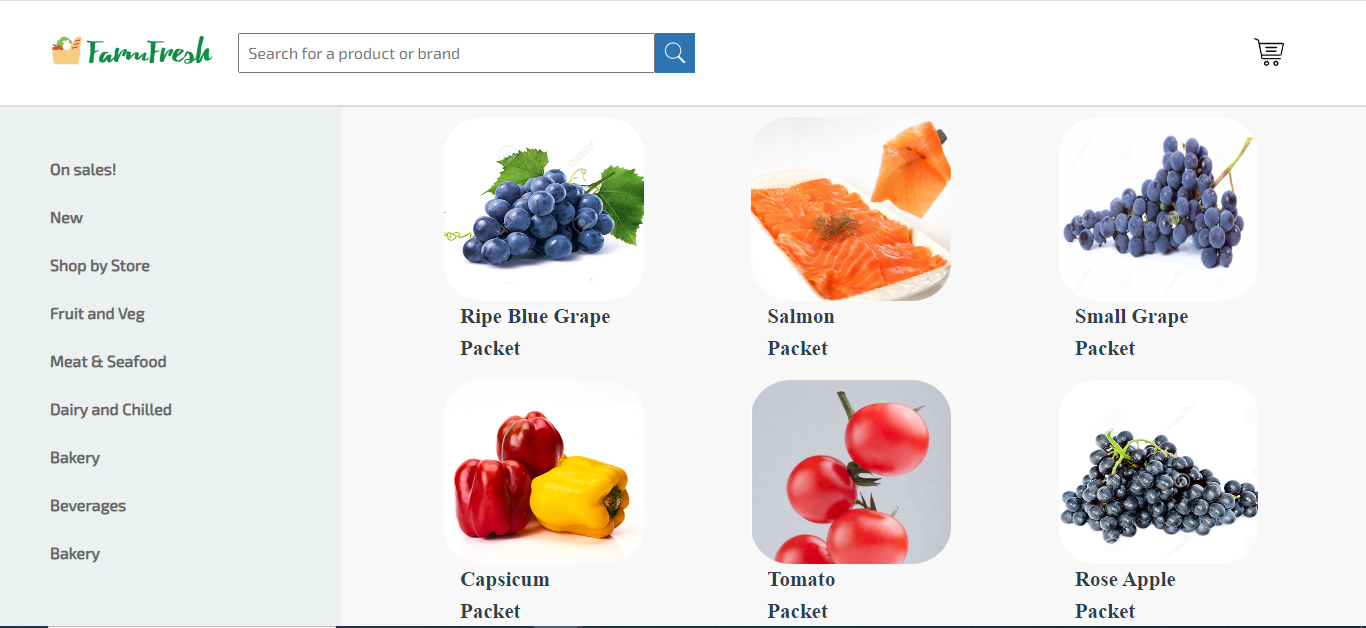 FarmFresh
Search for a product or brand
On sales!
New
Shop by Store
Fruit and Veg
Meat & Seafood
Dairy and Chilled
Bakery
Beverages
Bakery
Ripe Blue Grape
Packet
Salmon
Packet
Small Grape
Packet
Capsicum
Packet
Tomato
Packet
Rose Apple
Packet